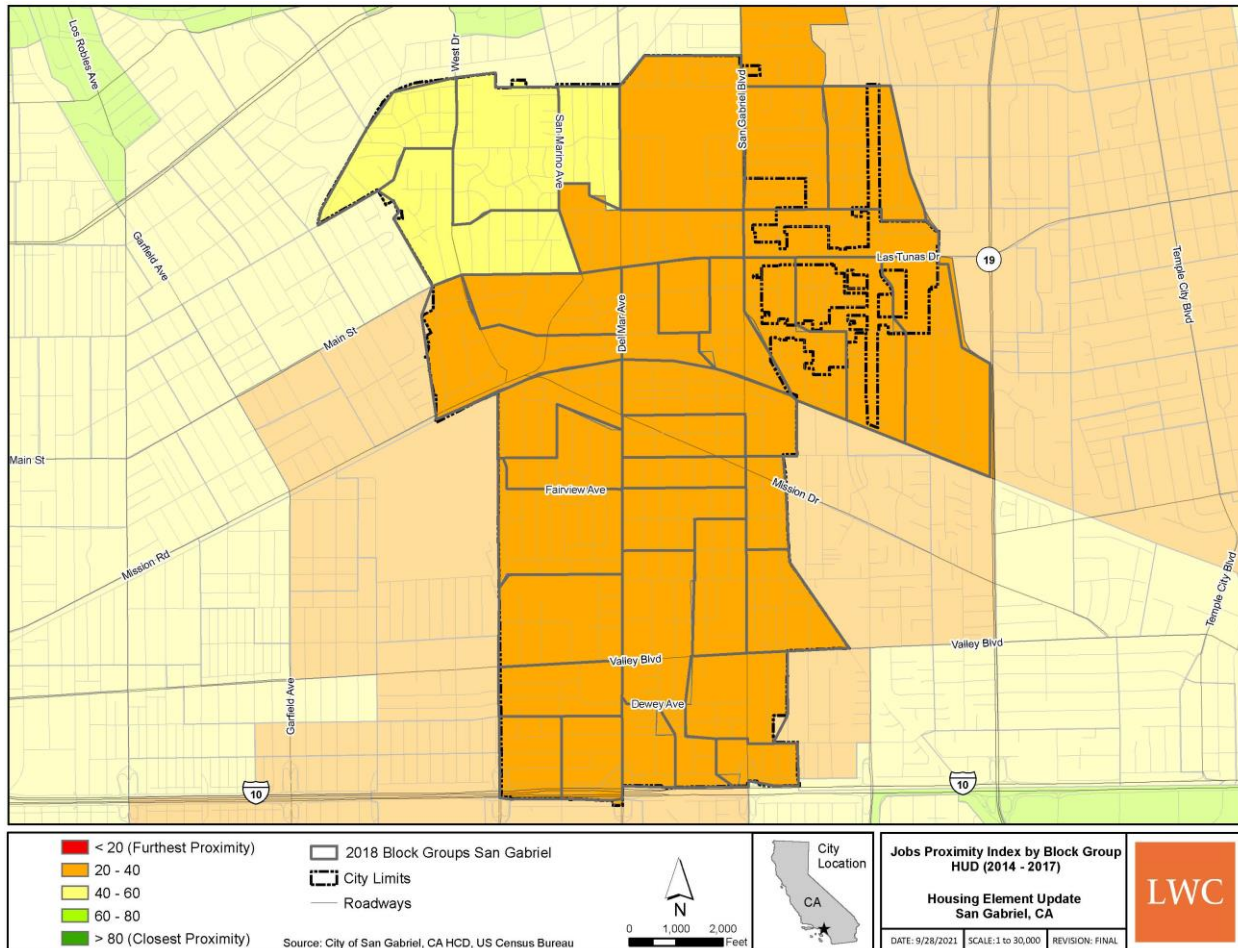 Los Robles Ave
West Dr
San Marino Ave
San Gabriel Blvd
Garfield Ave
Las Tunas Dr
19
Temple City Blvd
Del Mar Ave
Main St
Main St
Fairview Ave
Mission Dr
Mission Rd
Temple City Blvd
Valley Blvd
Valley Blvd
Dewey Ave
Garfield Ave
10
10
< 20 (Furthest Proximity)
20 - 40
40 - 60
60 - 80
> 80 (Closest Proximity)
2018 Block Groups San Gabriel
City Limits
Roadways
Source: City of San Gabriel, CA HCD, US Census Bureau
N
0 1,000 2,000
Feet
City
Location
CA
Jobs Proximity Index by Block Group
HUD (2014 - 2017)
Housing Element Update
San Gabriel, CA
DATE: 9/28/2021 SCALE: 1 to 30,000 REVISION: FINAL
LWC